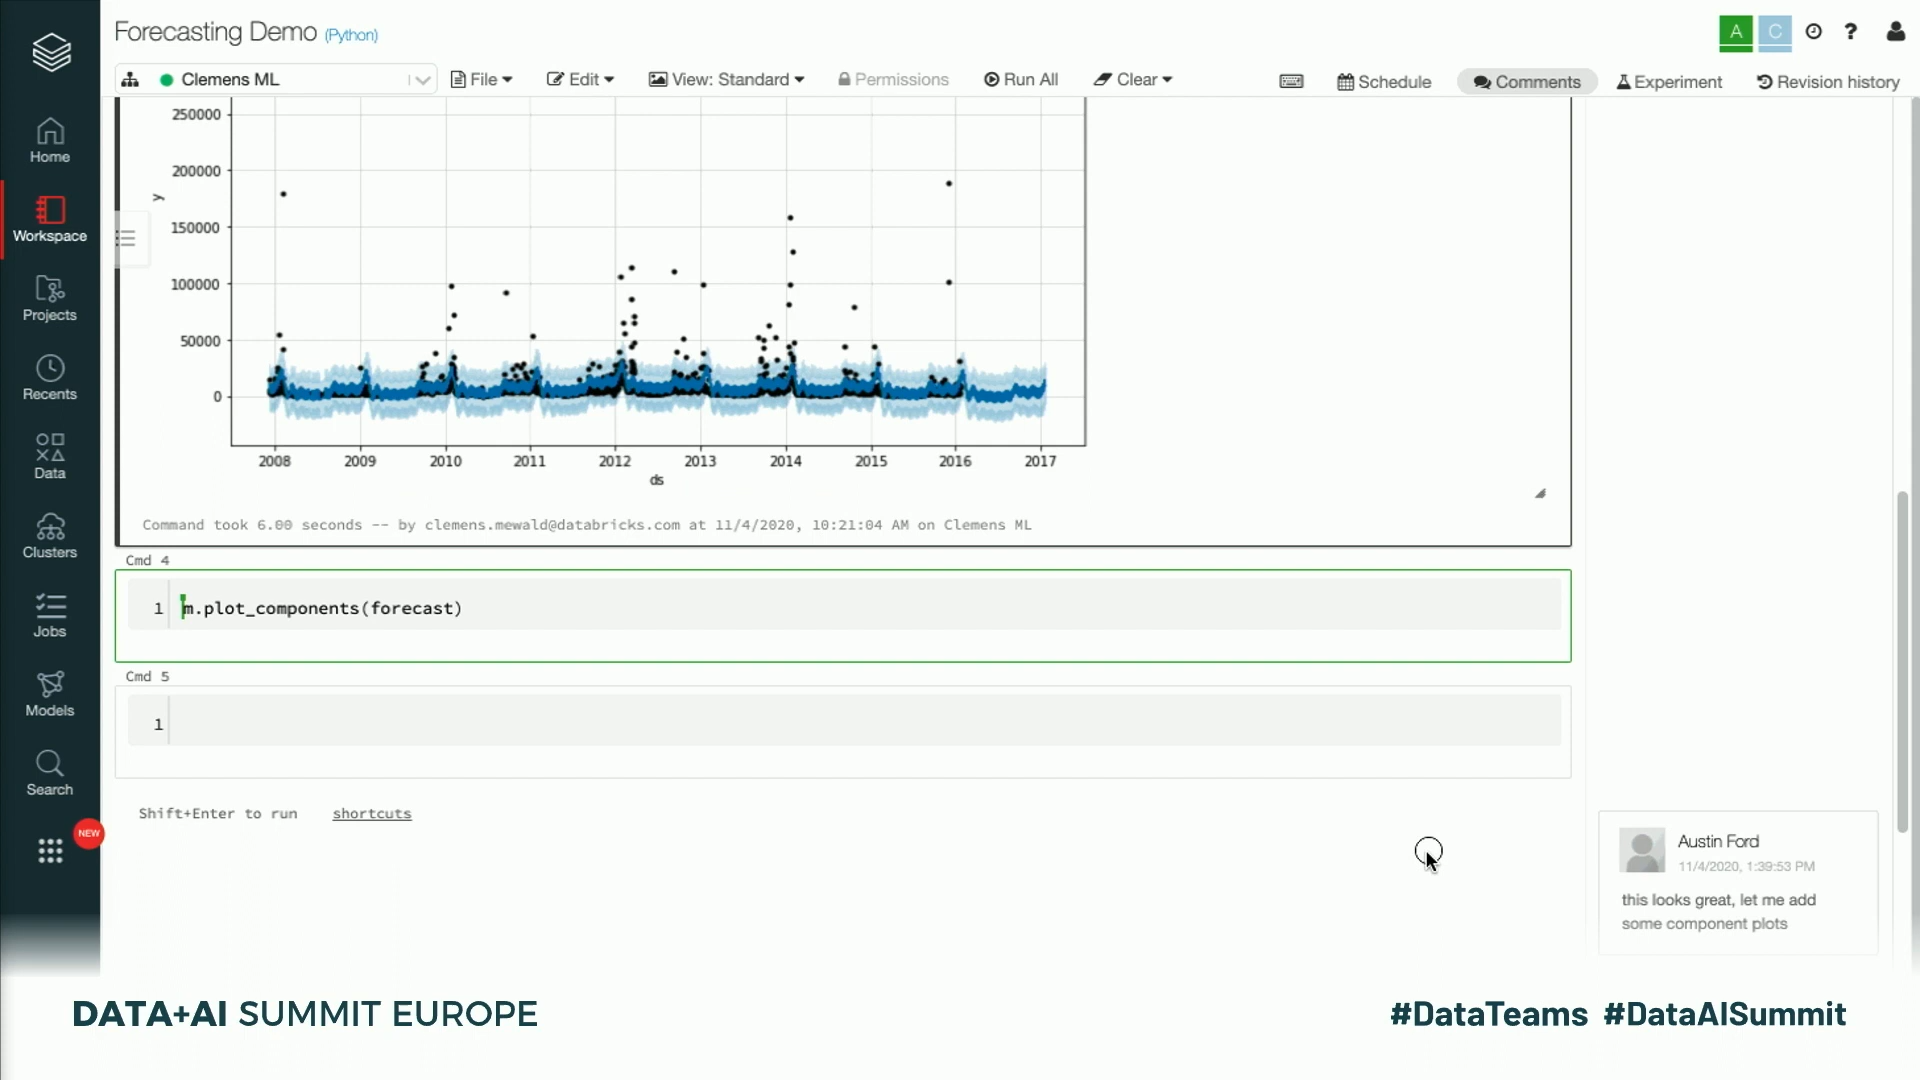 Forecasting Demo (Python)
A
C
?
Clemens ML
File
Edit
View: Standard
Permissions
Run All
Clear
Schedule
Comments
Experiment
Revision history
Home
Workspace
Projects
Recents
Data
Clusters
Jobs
Models
Search
NEW
250000
200000
150000
100000
50000
0
y
2008 2009 2010 2011 2012 2013 2014 2015 2016 2017
ds
Command took 6.00 seconds -- by clemens.mewald@databricks.com at 11/4/2020, 10:21:04 AM on Clemens ML
Cmd 4
1 m.plot_components(forecast)
Cmd 5
1
Shift+Enter to run shortcuts
Austin Ford
11/4/2020, 1:39:53 PM
this looks great, let me add
some component plots
DATA+AI SUMMIT EUROPE
#DataTeams #DataAISummit